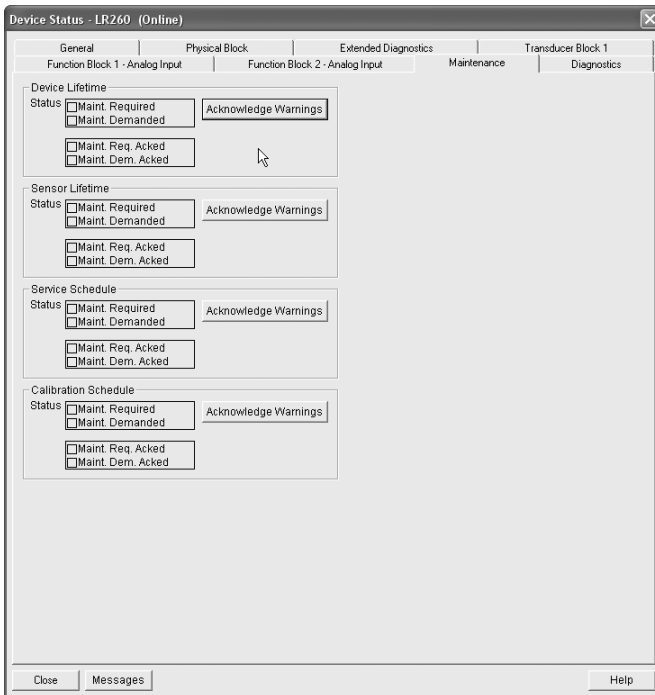 Device Status - LR260 (Online)
General Physical Block Extended Diagnostics Transducer Block 1
Function Block 1 - Analog Input Function Block 2 - Analog Input Maintenance Diagnostics
Device Lifetime
Status Maint. Required Acknowledge Warnings
Maint. Demanded
Maint. Req. Acked
Maint. Dem. Acked
Sensor Lifetime
Status Maint. Required Acknowledge Warnings
Maint. Demanded
Maint. Req. Acked
Maint. Dem. Acked
Service Schedule
Status Maint. Required Acknowledge Warnings
Maint. Demanded
Maint. Req. Acked
Maint. Dem. Acked
Calibration Schedule
Status Maint. Required Acknowledge Warnings
Maint. Demanded
Maint. Req. Acked
Maint. Dem. Acked
Close Messages Help